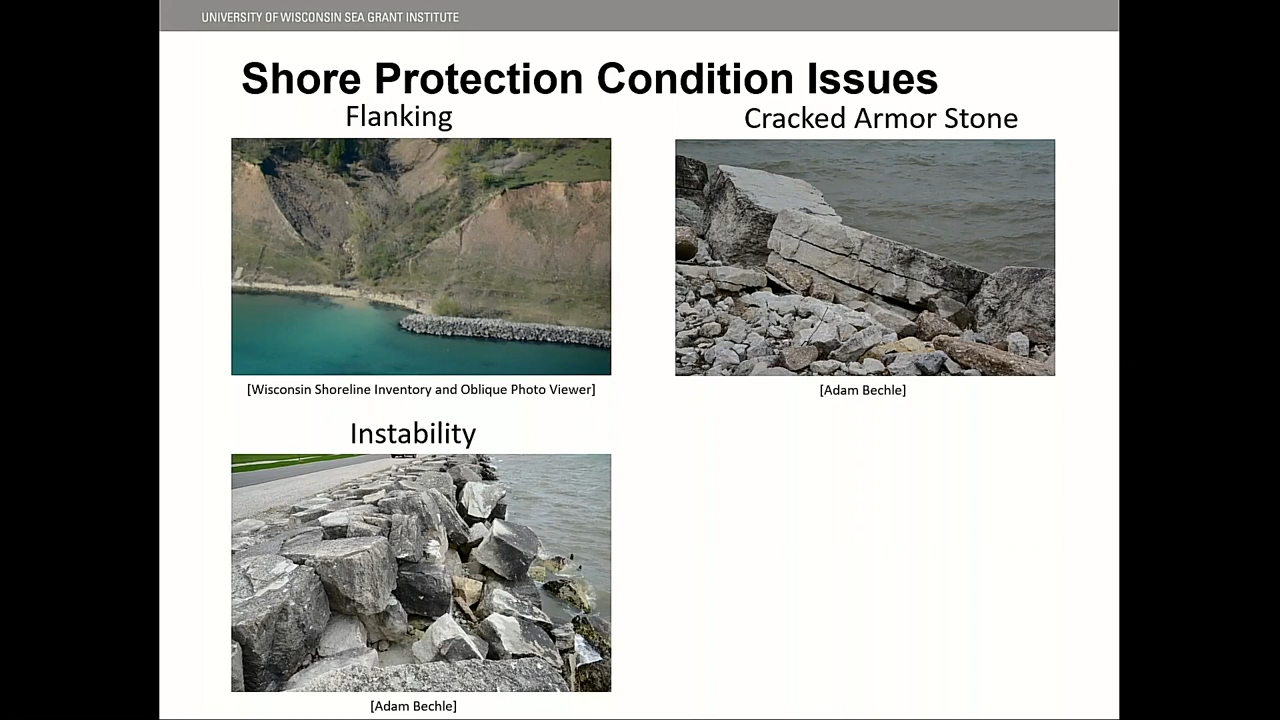 UNIVERSITY OF WISCONSIN SEA GRANT INSTITUTE
Shore Protection Condition Issues
Flanking
Cracked Armor Stone
[Wisconsin Shoreline Inventory and Oblique Photo Viewer]
[Adam Bechle]
Instability
[Adam Bechle]